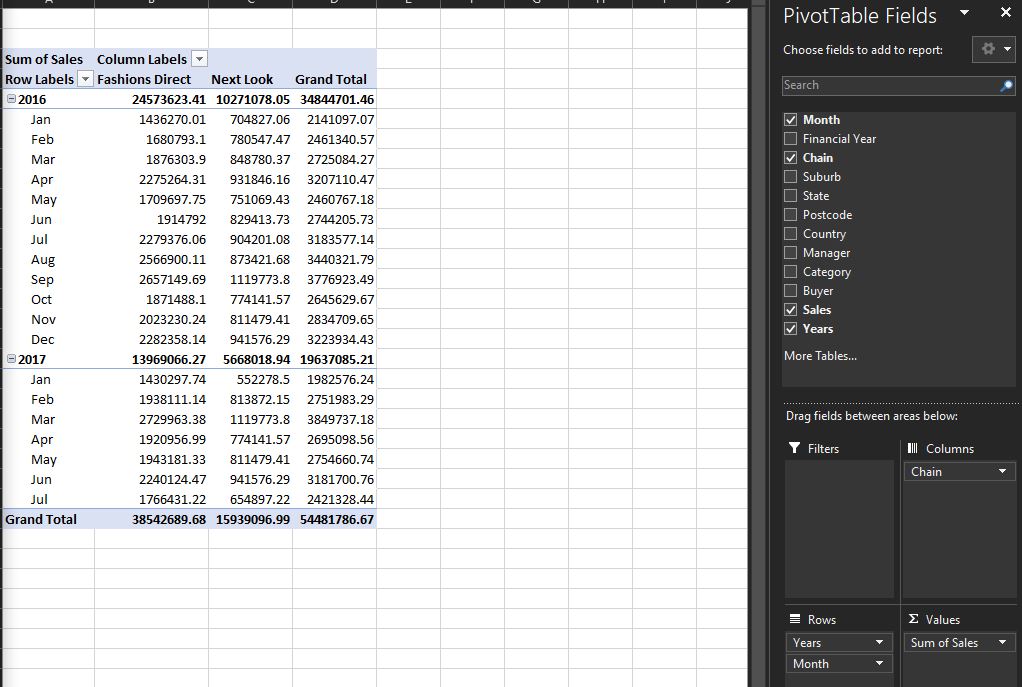 PivotTable Fields
Choose fields to add to report:
Search
Sum of Sales Column Labels
Row Labels Fashions Direct Next Look Grand Total
2016 24573623.41 10271078.05 34844701.46
Jan 1436270.01 704827.06 2141097.07
Feb 1680793.1 780547.47 2461340.57
Mar 1876303.9 848780.37 2725084.27
Apr 2275264.31 931846.16 3207110.47
May 1709697.75 751069.43 2460767.18
Jun 1914792 829413.73 2744205.73
Jul 2279376.06 904201.08 3183577.14
Aug 2566900.11 873421.68 3440321.79
Sep 2657149.69 1119773.8 3776923.49
Oct 1871488.1 774141.57 2645629.67
Nov 2023230.24 811479.41 2834709.65
Dec 2282358.14 941576.29 3223934.43
2017 13969066.27 5668018.94 19637085.21
Jan 1430297.74 552278.5 1982576.24
Feb 1938111.14 813872.15 2751983.29
Mar 2729963.38 1119773.8 3849737.18
Apr 1920956.99 774141.57 2695098.56
May 1943181.33 811479.41 2754660.74
Jun 2240124.47 941576.29 3181700.76
Jul 1766431.22 654897.22 2421328.44
Grand Total 38542689.68 15939096.99 54481786.67
Month
Financial Year
Chain
Suburb
State
Postcode
Country
Manager
Category
Buyer
Sales
Years
More Tables...
Drag fields between areas below:
Filters
Columns
Chain
Rows
Years
Month
Σ Values
Sum of Sales